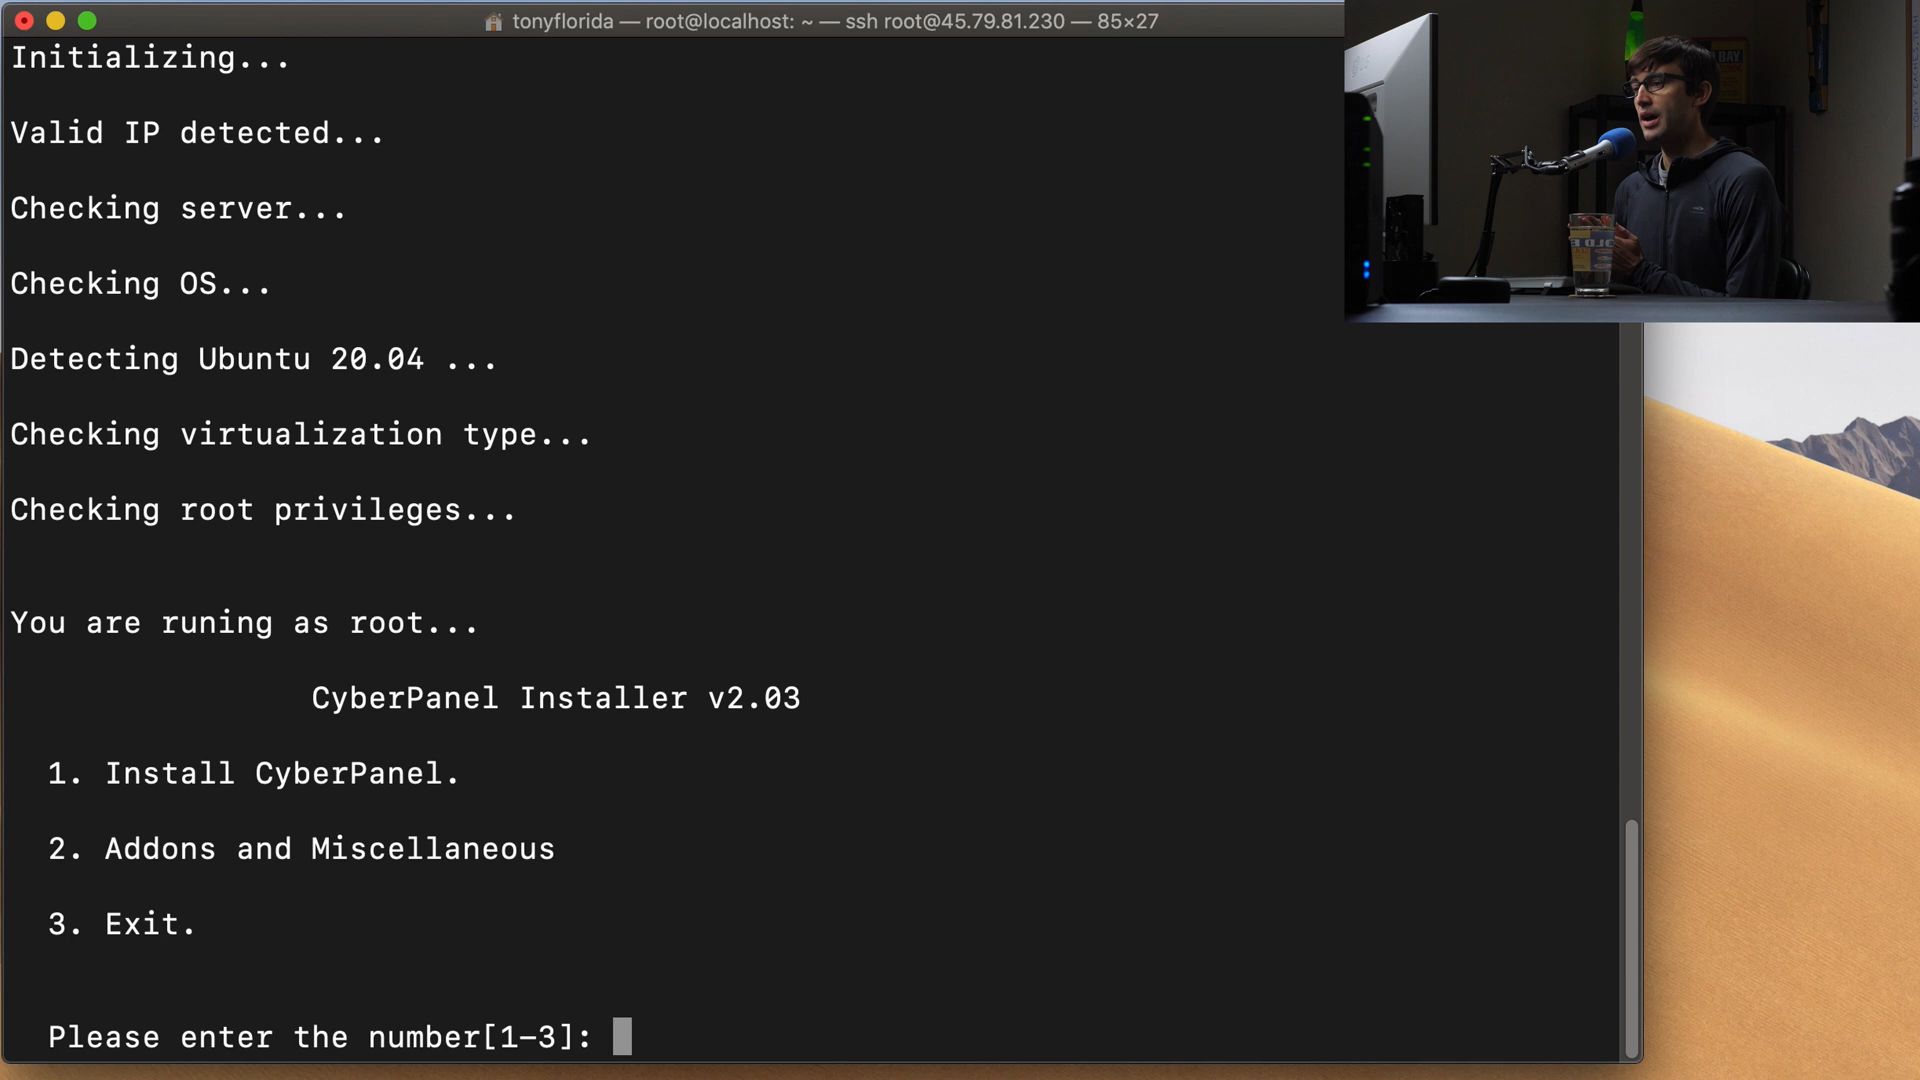 tonyflorida — root@localhost: ~ — ssh root@45.79.81.230 — 85×27
Initializing...
Valid IP detected...
Checking server...
Checking OS...
Detecting Ubuntu 20.04 ...
Checking virtualization type...
Checking root privileges...
You are runing as root...
CyberPanel Installer v2.03
1. Install CyberPanel.
2. Addons and Miscellaneous
3. Exit.
Please enter the number[1-3]:
BAY